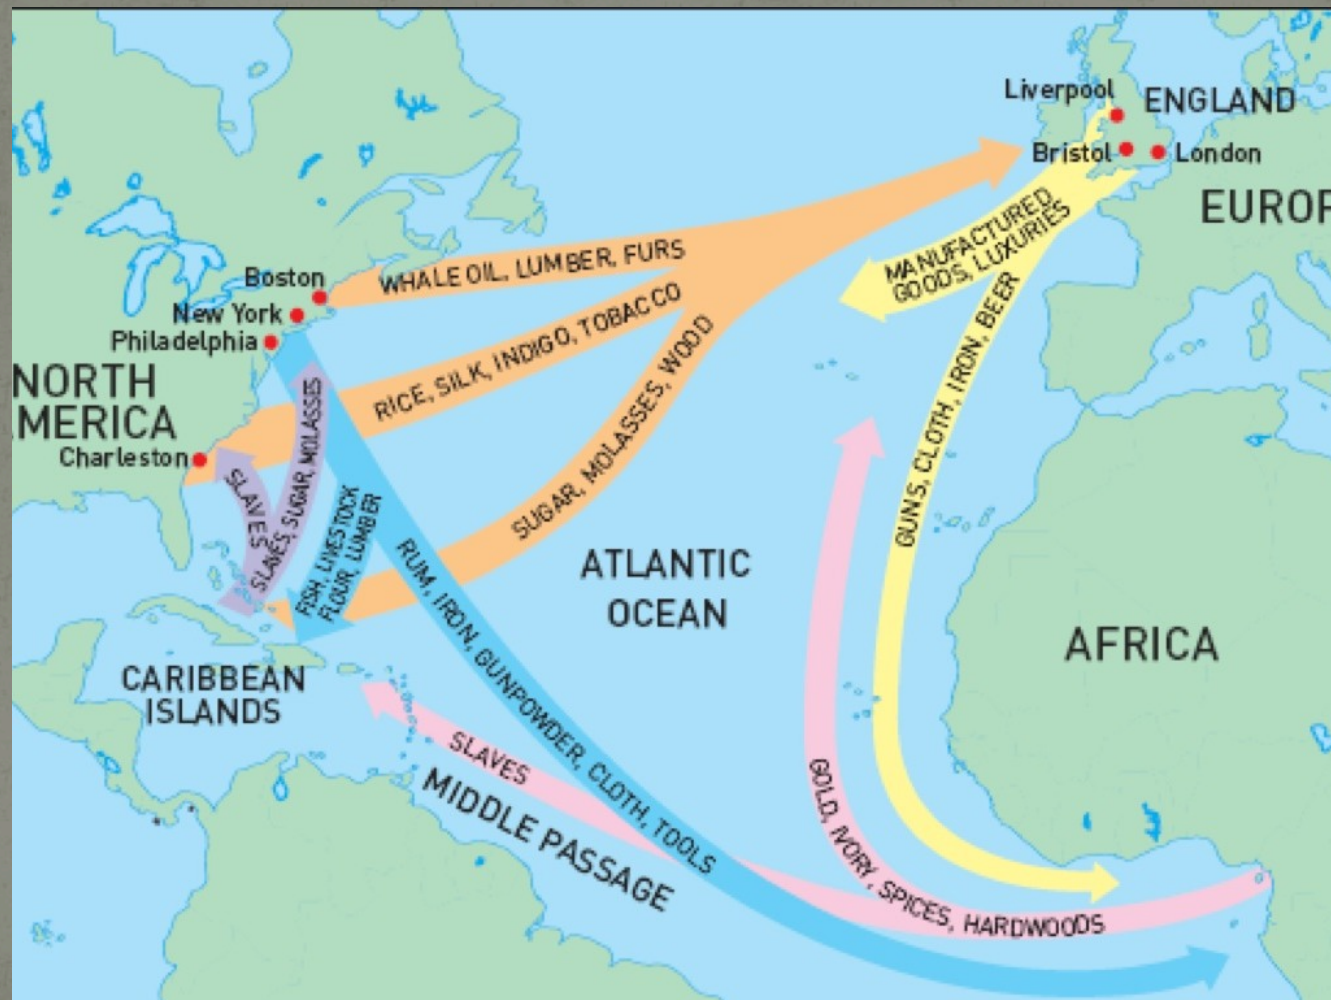 Liverpool
ENGLAND
Bristol
London
EUROP
MANUFACTURED
GOODS, LUXURIES
WHALE OIL, LUMBER, FURS
Boston
New York
Philadelphia
RICE, SILK, INDIGO, TOBACCO
GUNS, CLOTH, IRON, BEER
NORTH
AMERICA
Charleston
SUGAR, MOLASSES, WOOD
SLAVES
SLAVES, SUGAR, MOLASSES
FISH, LIVESTOCK
FLOUR, LUMBER
RUM, IRON, GUNPOWDER, CLOTH, TOOLS
ATLANTIC
OCEAN
AFRICA
CARIBBEAN
ISLANDS
SLAVES
MIDDLE PASSAGE
GOLD, IVORY, SPICES, HARDWOODS